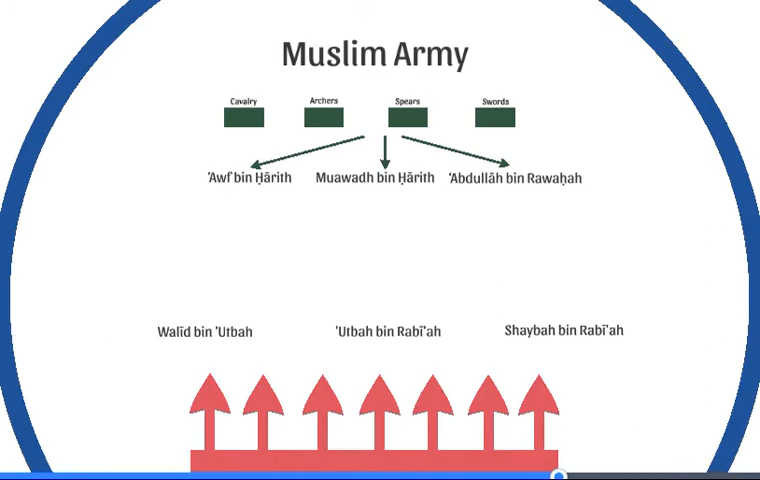 Muslim Army
Cavalry Archers Spears Swords
'Awf bin Ḥārith Muawadh bin Ḥārith 'Abdullāh bin Rawaḥah
Walīd bin 'Utbah 'Utbah bin Rabī'ah Shaybah bin Rabī'ah